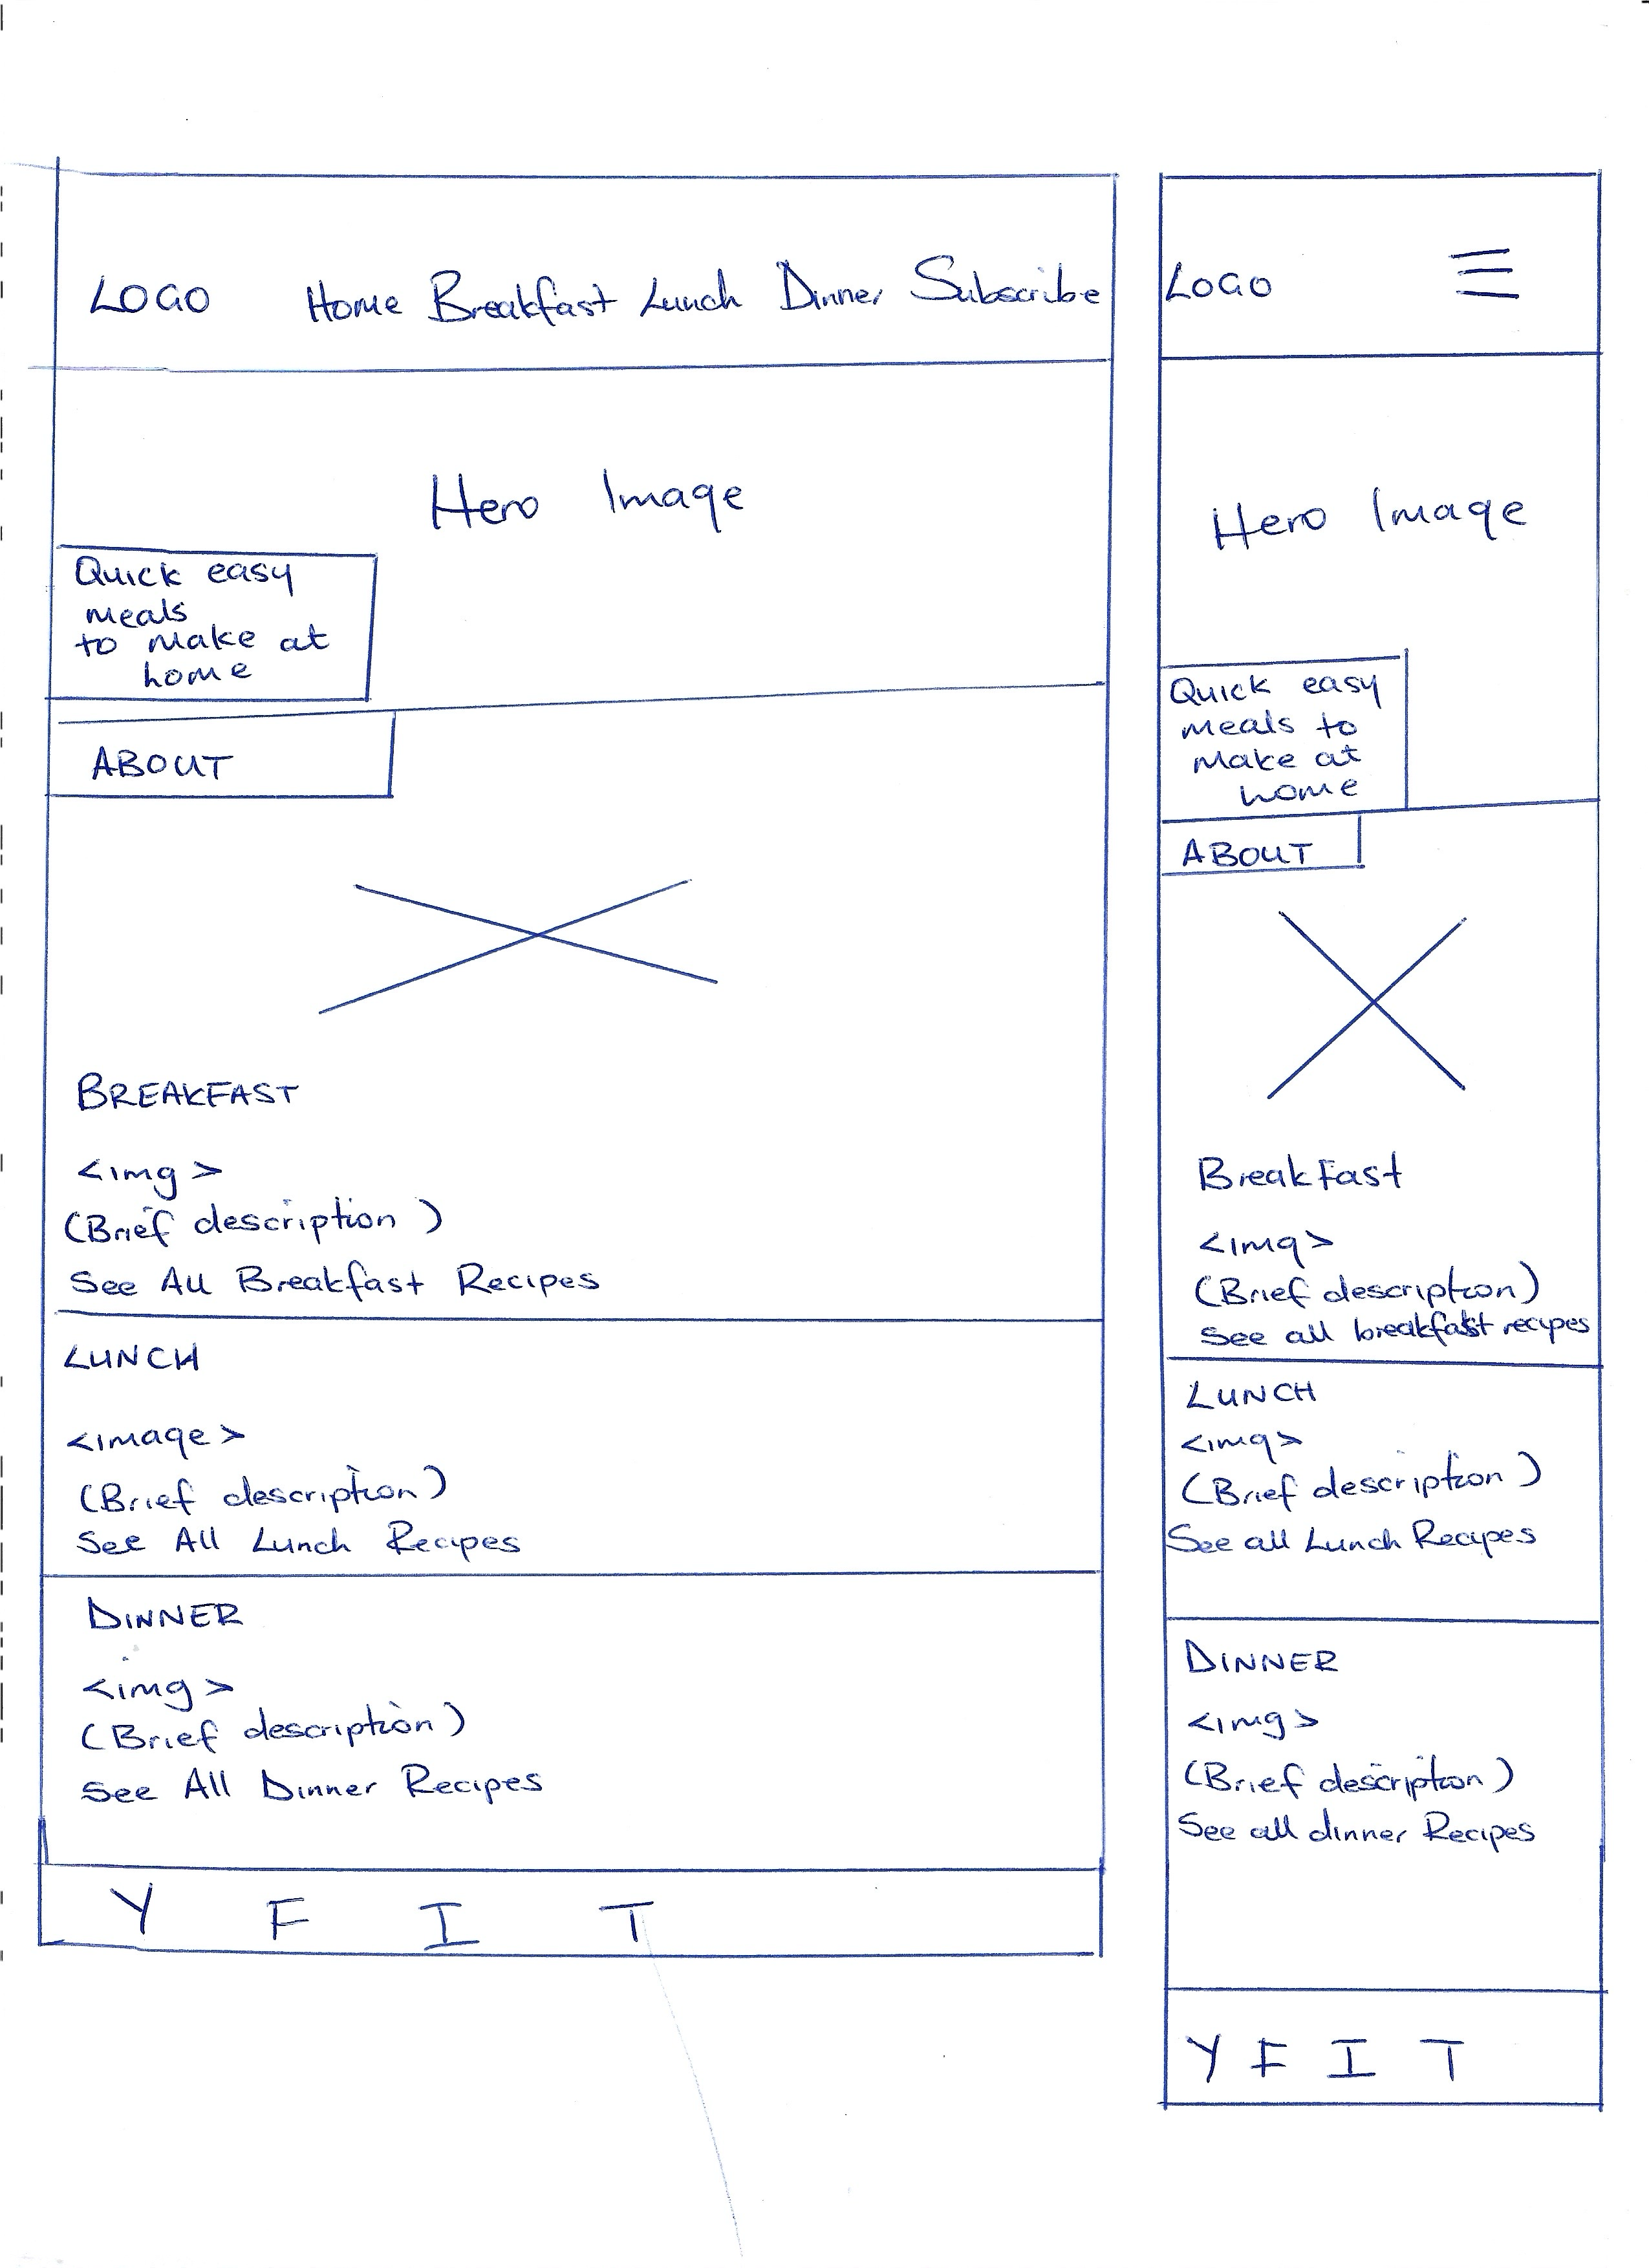 LOGO Home Breakfast Lunch Dinner Subscribe
Hero Image
Quick easy
meals
to make at
home
ABOUT
BREAKFAST
<img>
(Brief description)
See All Breakfast Recipes
LUNCH
<image>
(Brief description)
See All Lunch Recipes
DINNER
<img>
(Brief description)
See All Dinner Recipes
Y F I T
LOGO
Hero Image
Quick easy
meals to
make at
home
ABOUT
Breakfast
<img>
(Brief description)
See all breakfast recipes
LUNCH
<img>
(Brief description)
See all Lunch Recipes
DINNER
<img>
(Brief description)
See all dinner Recipes
Y F I T